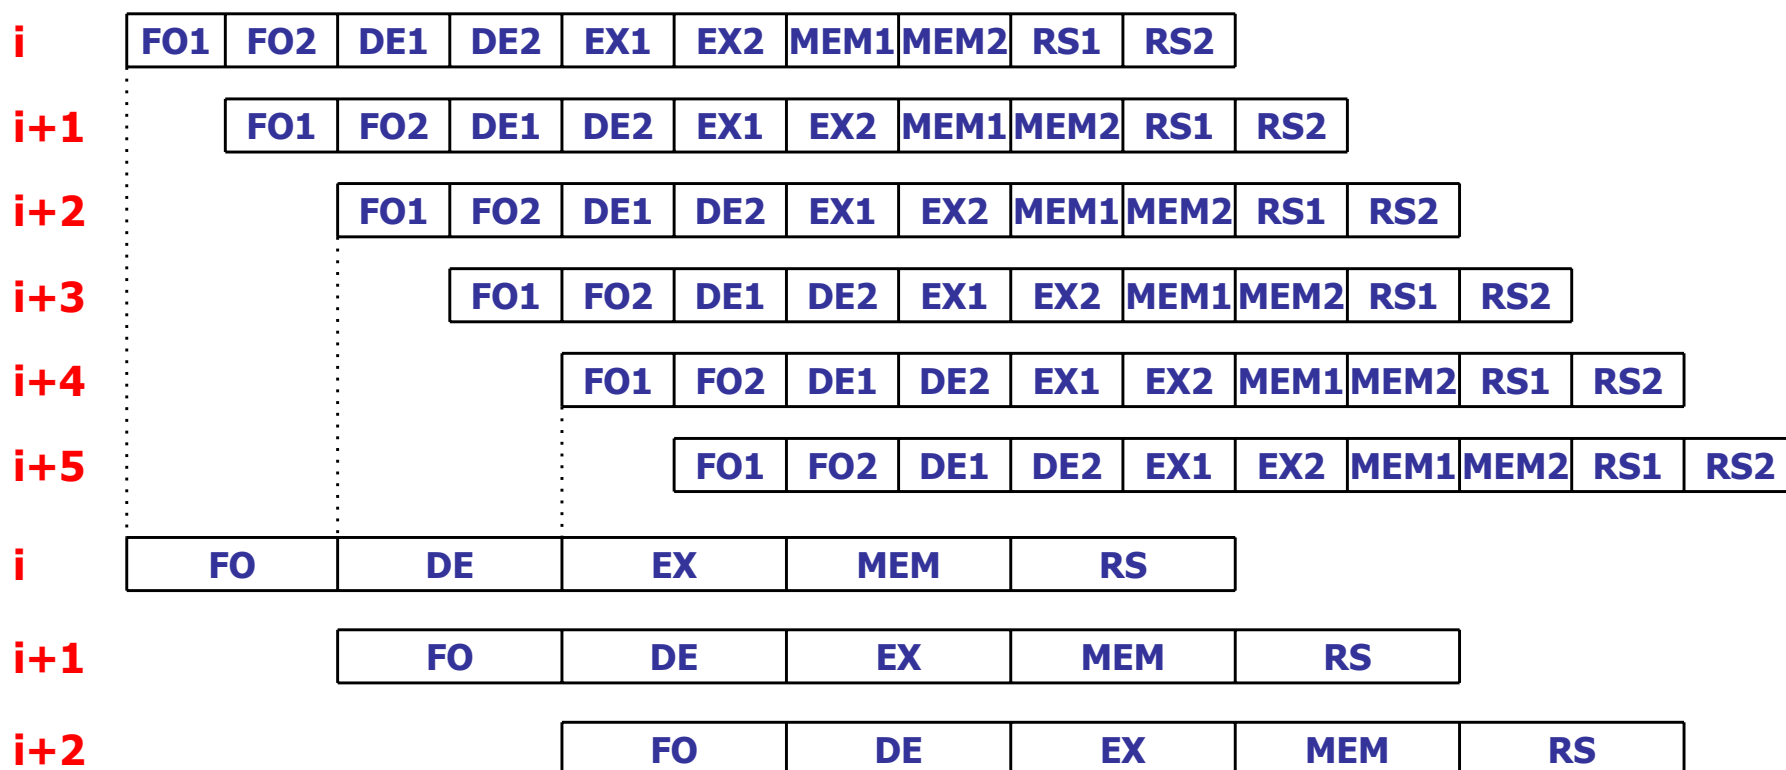 i FO1 FO2 DE1 DE2 EX1 EX2 MEM1 MEM2 RS1 RS2
i+1 FO1 FO2 DE1 DE2 EX1 EX2 MEM1 MEM2 RS1 RS2
i+2 FO1 FO2 DE1 DE2 EX1 EX2 MEM1 MEM2 RS1 RS2
i+3 FO1 FO2 DE1 DE2 EX1 EX2 MEM1 MEM2 RS1 RS2
i+4 FO1 FO2 DE1 DE2 EX1 EX2 MEM1 MEM2 RS1 RS2
i+5 FO1 FO2 DE1 DE2 EX1 EX2 MEM1 MEM2 RS1 RS2
i FO DE EX MEM RS
i+1 FO DE EX MEM RS
i+2 FO DE EX MEM RS